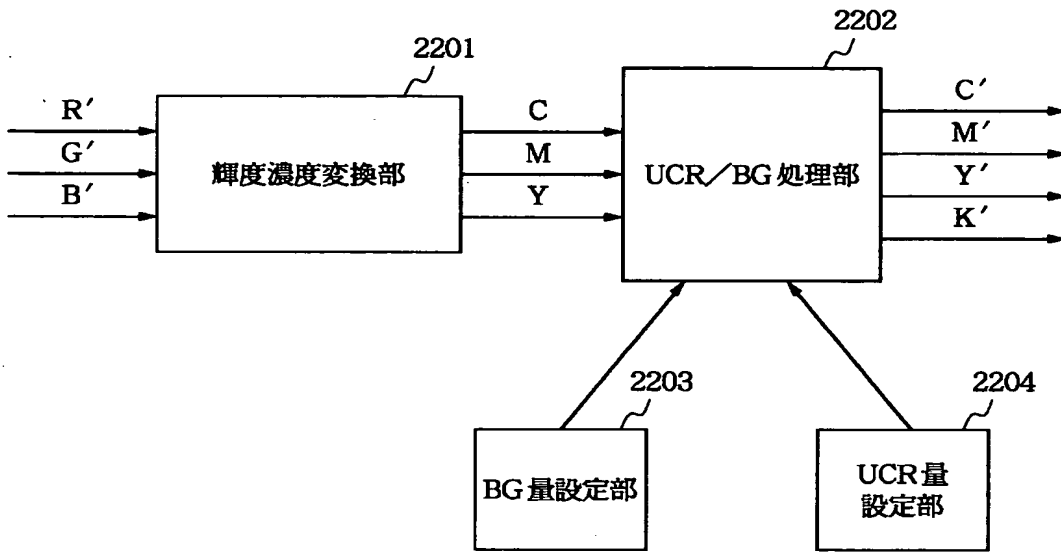 2201
2202
R′
G′
B′
輝度濃度変換部
C
M
Y
UCR／BG処理部
C′
M′
Y′
K′
2203
2204
BG量設定部
UCR量
設定部